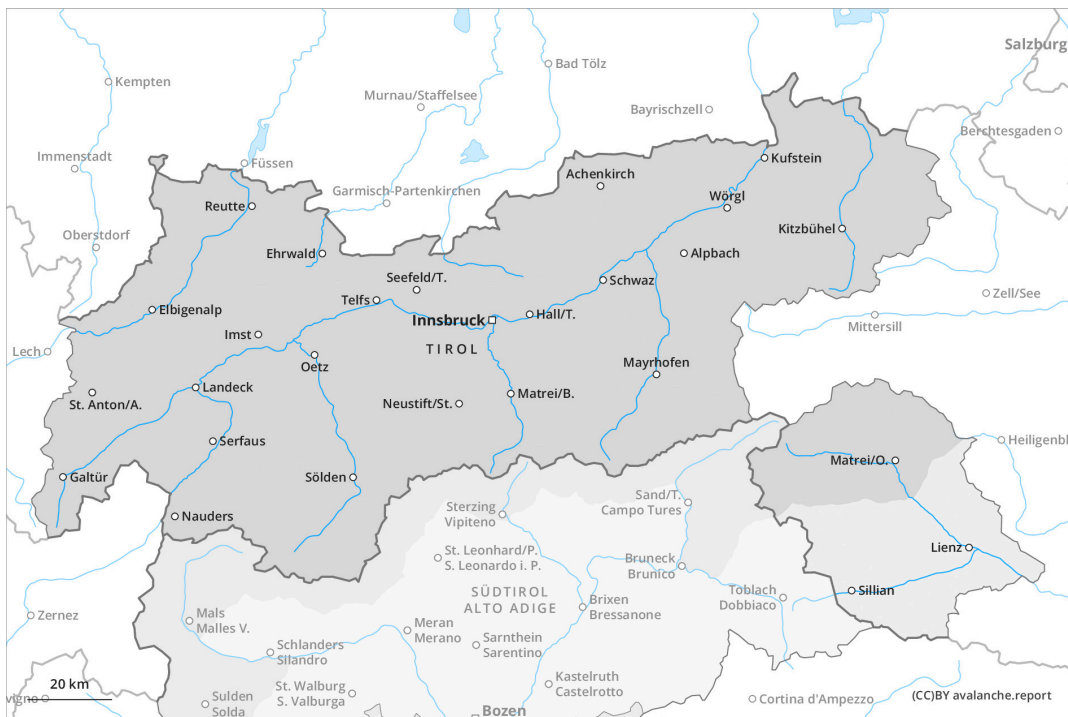 Salzburg
Bad Tölz
Kempten
Murnau/Staffelsee
Bayrischzell
Berchtesgaden
Immenstadt
Füssen
Kufstein
Achenkirch
Garmisch-Partenkirchen
Reutte
Wörgl
Kitzbühel
Oberstdorf
Ehrwald
Alpbach
Seefeld/T.
Schwaz
Zell/See
Telfs
Elbigenalp
Innsbruck
Hall/T.
Mittersill
Imst
TIROL
Lech
Oetz
Mayrhofen
Landeck
St. Anton/A.
Neustift/St.
Matrei/B.
Serfaus
Heiligenbl
Matrei/O.
Galtür
Sölden
Sand/T.
Campo Tures
Sterzing
Vipiteno
Nauders
Lienz
St. Leonhard/P.
S. Leonardo i. P.
Bruneck
Brunico
SÜDTIROL
ALTO ADIGE
Sillian
Toblach
Dobbiaco
Brixen
Bressanone
Zernez
Mals
Malles V.
Meran
Merano
Sarnthein
Sarentino
Schlanders
Silandro
Kastelruth
Castelrotto
20 km
St. Walburg
S. Valburga
vigno
Sulden
Solda
Cortina d'Ampezzo
(CC)BY avalanche.report
Bozen